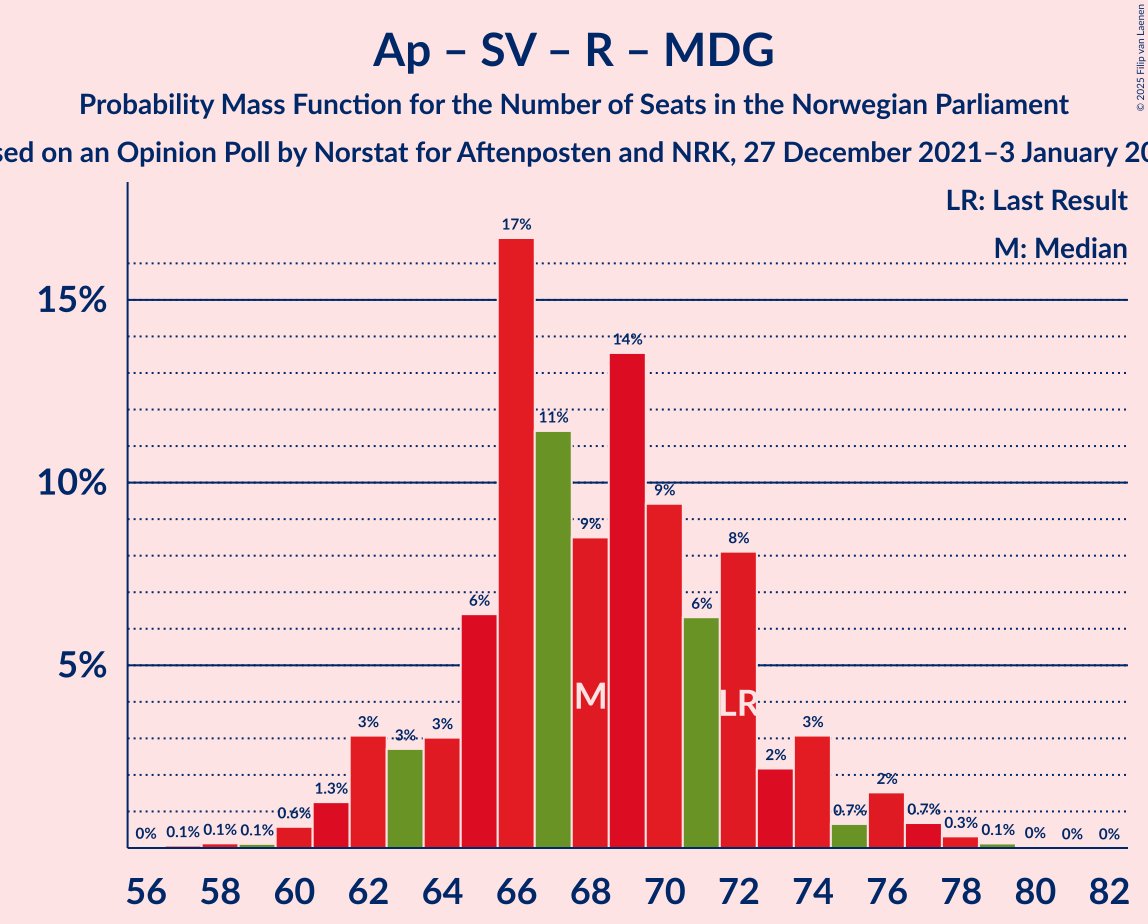 Ap – SV – R – MDG
Probability Mass Function for the Number of Seats in the Norwegian Parliament
sed on an Opinion Poll by Norstat for Aftenposten and NRK, 27 December 2021–3 January 20
© 2025 Filip van Laenen
LR: Last Result
M: Median
15%
10%
5%
0% 0.1% 0.1% 0.1% 0.6% 1.3% 3% 3% 3% 6% 17% 11% 9% 14% 9% 6% 8% 2% 3% 0.7% 2% 0.7% 0.3% 0.1% 0% 0% 0%
M LR
56 58 60 62 64 66 68 70 72 74 76 78 80 82